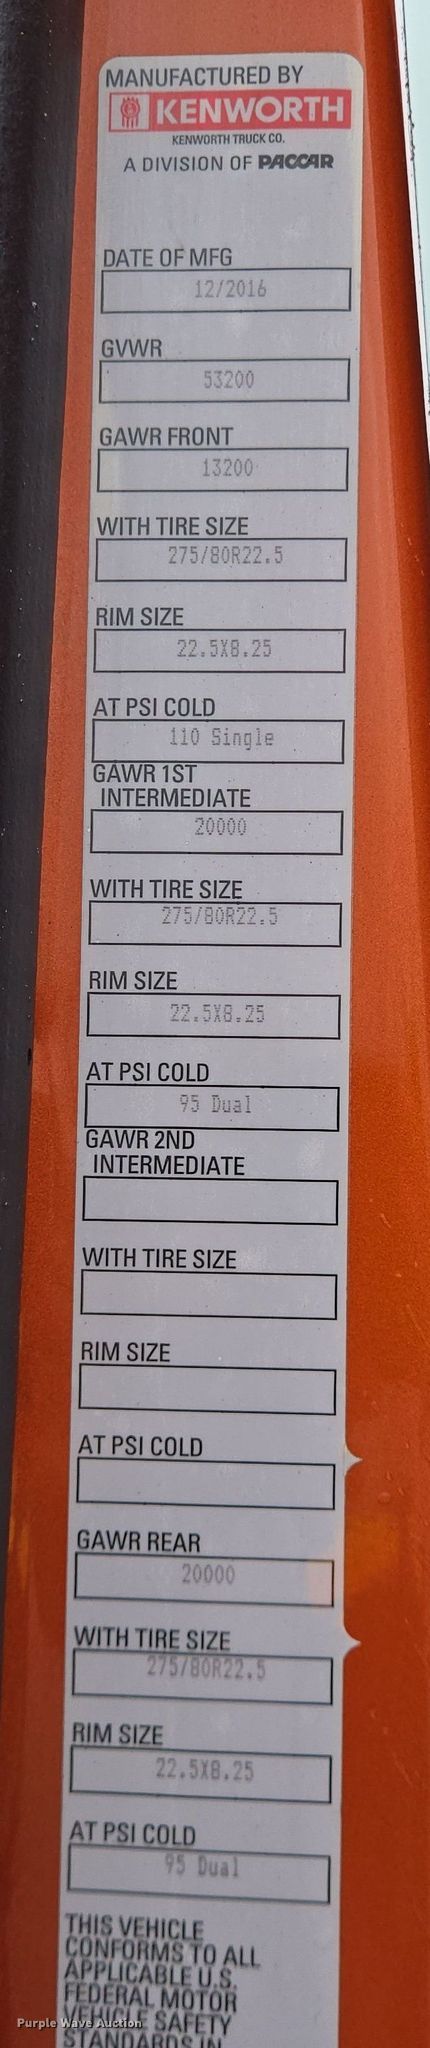 MANUFACTURED BY
KENWORTH
KENWORTH TRUCK CO.
A DIVISION OF PACCAR
DATE OF MFG
12/2016
GVWR
53200
GAWR FRONT
13200
WITH TIRE SIZE
275/80R22.5
RIM SIZE
22.5X8.25
AT PSI COLD
110 Single
GAWR 1ST
INTERMEDIATE
20000
WITH TIRE SIZE
275/80R22.5
RIM SIZE
22.5X8.25
AT PSI COLD
95 Dual
GAWR 2ND
INTERMEDIATE
WITH TIRE SIZE
RIM SIZE
AT PSI COLD
GAWR REAR
20000
WITH TIRE SIZE
275/80R22.5
RIM SIZE
22.5X8.25
AT PSI COLD
95 Dual
THIS VEHICLE
CONFORMS TO ALL
APPLICABLE U.S.
FEDERAL MOTOR
VEHICLE SAFETY
STANDARDS IN
Purple Wave Auction